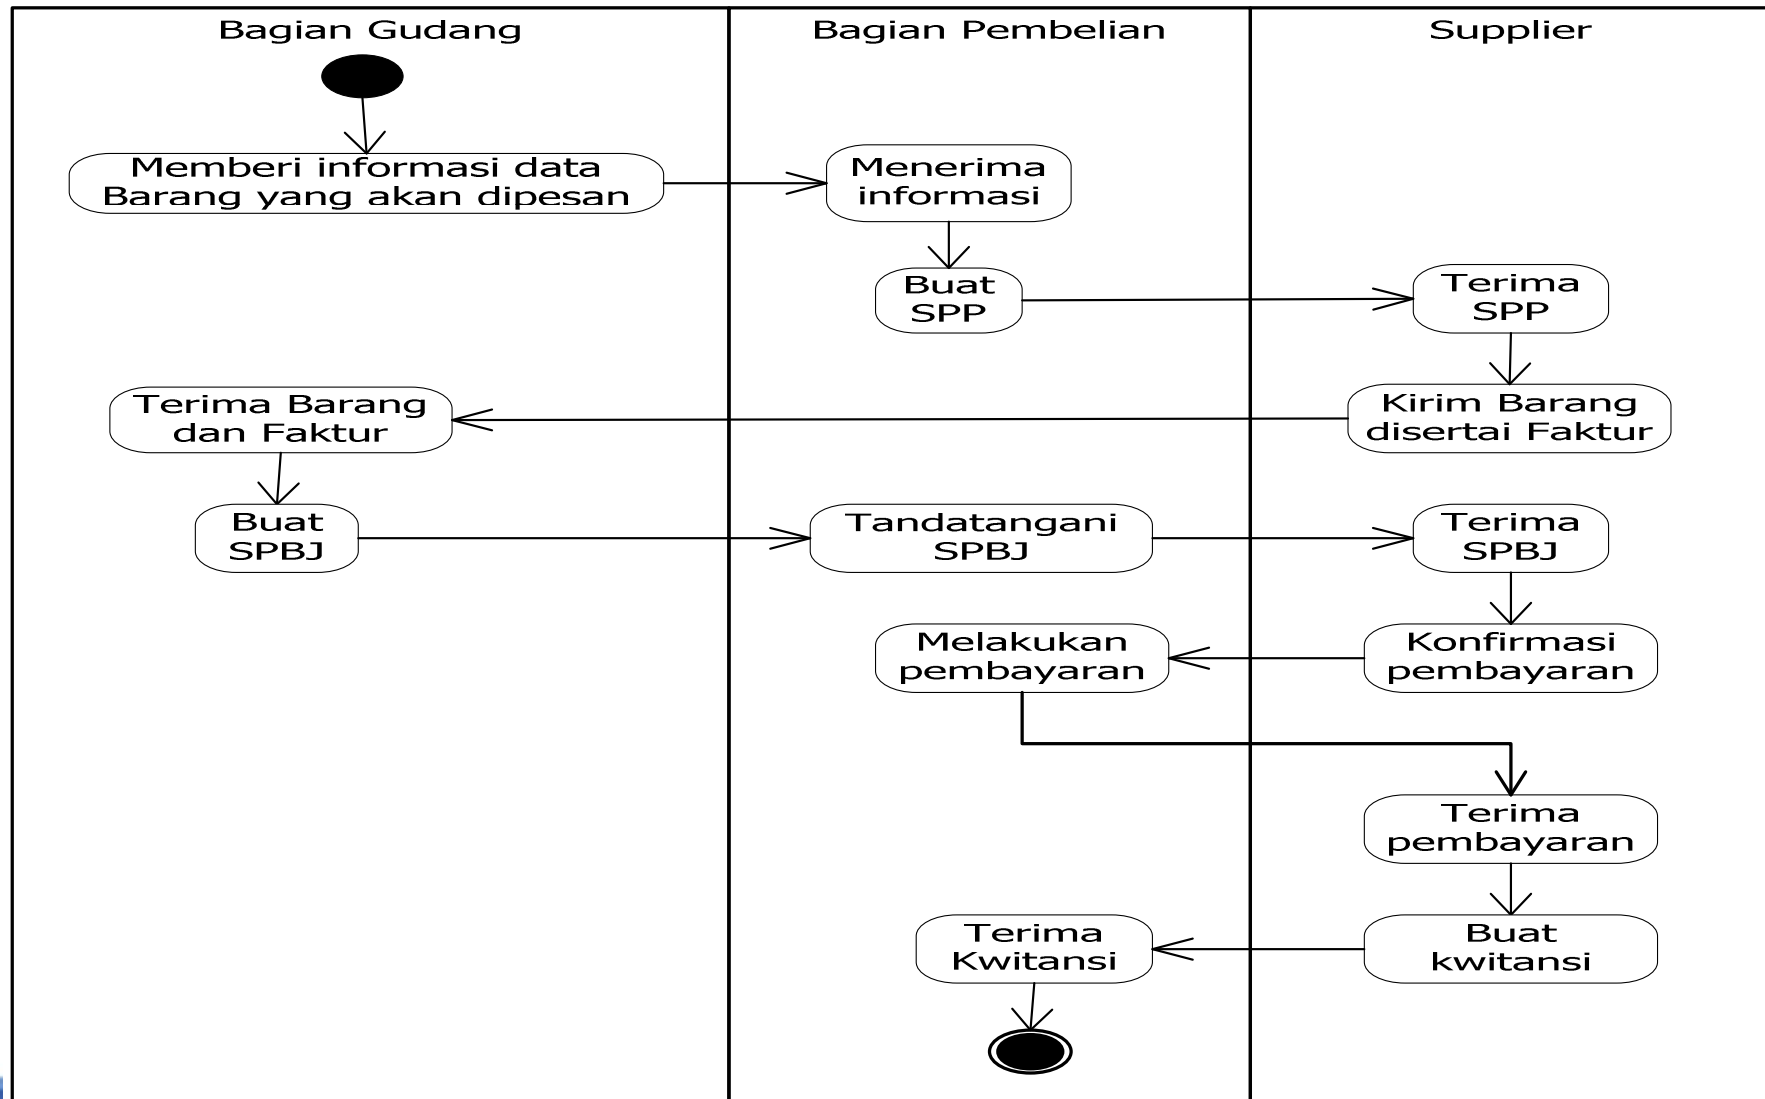 Bagian Gudang
Bagian Pembelian
Supplier
Memberi informasi data
Barang yang akan dipesan
Menerima
informasi
Buat
SPP
Terima
SPP
Kirim Barang
disertai Faktur
Terima Barang
dan Faktur
Buat
SPBJ
Tandatangani
SPBJ
Terima
SPBJ
Konfirmasi
pembayaran
Melakukan
pembayaran
Terima
pembayaran
Buat
kwitansi
Terima
Kwitansi